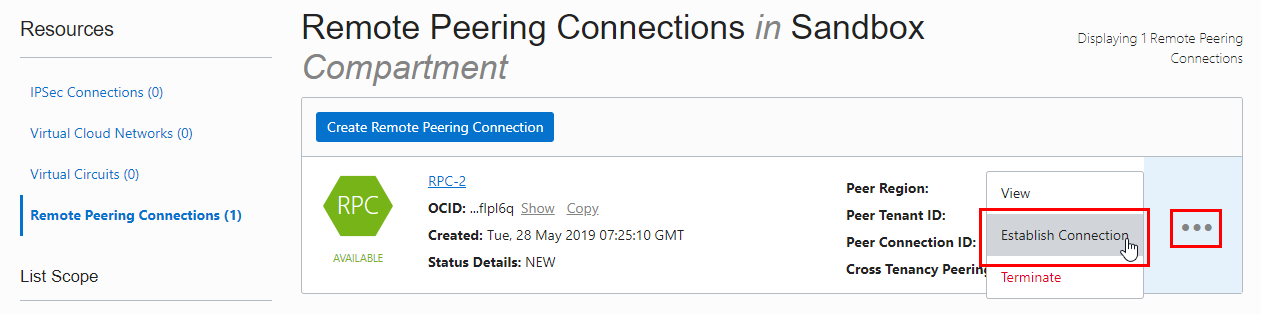 Resources
IPSec Connections (0)
Virtual Cloud Networks (0)
Virtual Circuits (0)
Remote Peering Connections (1)
List Scope
Remote Peering Connections in Sandbox
Compartment
Displaying 1 Remote Peering
Connections
Create Remote Peering Connection
RPC
AVAILABLE
RPC-2
OCID: ...flpl6q Show Copy
Created: Tue, 28 May 2019 07:25:10 GMT
Status Details: NEW
Peer Region:
Peer Tenant ID:
Peer Connection ID:
Cross Tenancy Peering
View
Establish Connection
Terminate